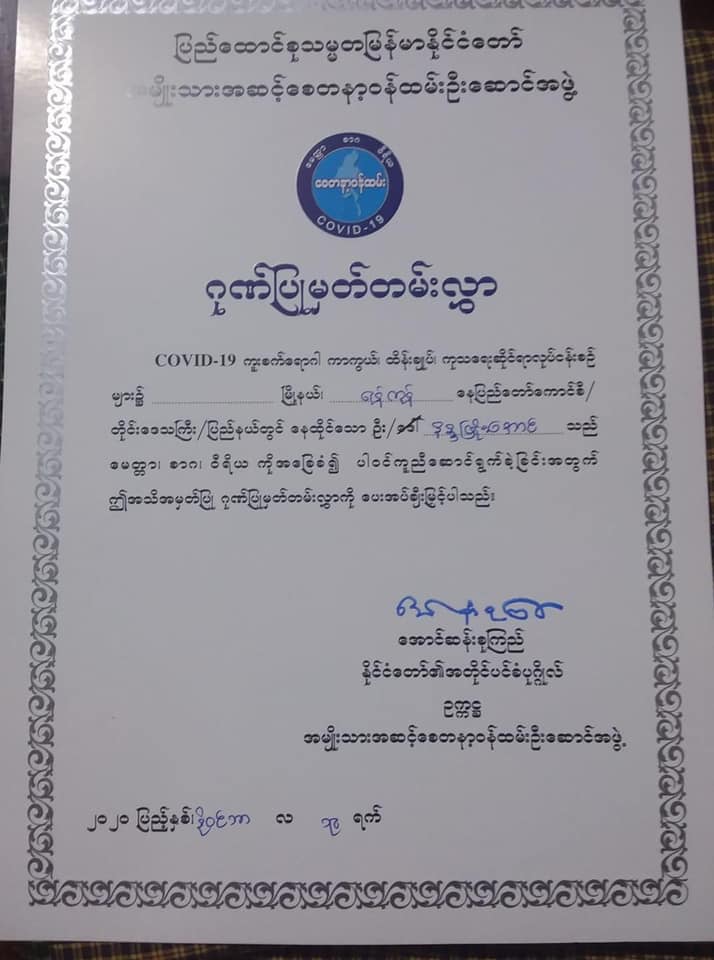 ပြည်ထောင်စုသမ္မတမြန်မာနိုင်ငံတော်
အမျိုးသားအဆင့်စေတနာ့ဝန်ထမ်းဦးဆောင်အဖွဲ့
မေတ္တာ စာဂ ဝီရိယ
စေတနာ့ဝန်ထမ်း
COVID-19
ဂုဏ်ပြုမှတ်တမ်းလွှာ
COVID-19 ကူးစက်ရောဂါ ကာကွယ်၊ ထိန်းချုပ်၊ ကုသရေးဆိုင်ရာလုပ်ငန်းစဉ်
များ၌ မြို့နယ်၊ ရန်ကုန် နေပြည်တော်ကောင်စီ/
တိုင်းဒေသကြီး/ပြည်နယ်တွင် နေထိုင်သော ဦး/ဒေါ် သည်
မေတ္တာ၊ စာဂ၊ ဝီရိယ ကိုအခြေခံ၍ ပါဝင်ကူညီဆောင်ရွက်ခဲ့ခြင်းအတွက်
ဤအသိအမှတ်ပြု ဂုဏ်ပြုမှတ်တမ်းလွှာကို ပေးအပ်ချီးမြှင့်ပါသည်။
အောင်ဆန်းစုကြည်
နိုင်ငံတော်၏အတိုင်ပင်ခံပုဂ္ဂိုလ်
ဥက္ကဋ္ဌ
အမျိုးသားအဆင့်စေတနာ့ဝန်ထမ်းဦးဆောင်အဖွဲ့
၂၀၂၀ ပြည့်နှစ်၊ ဒီဇင်ဘာ လ ရက်